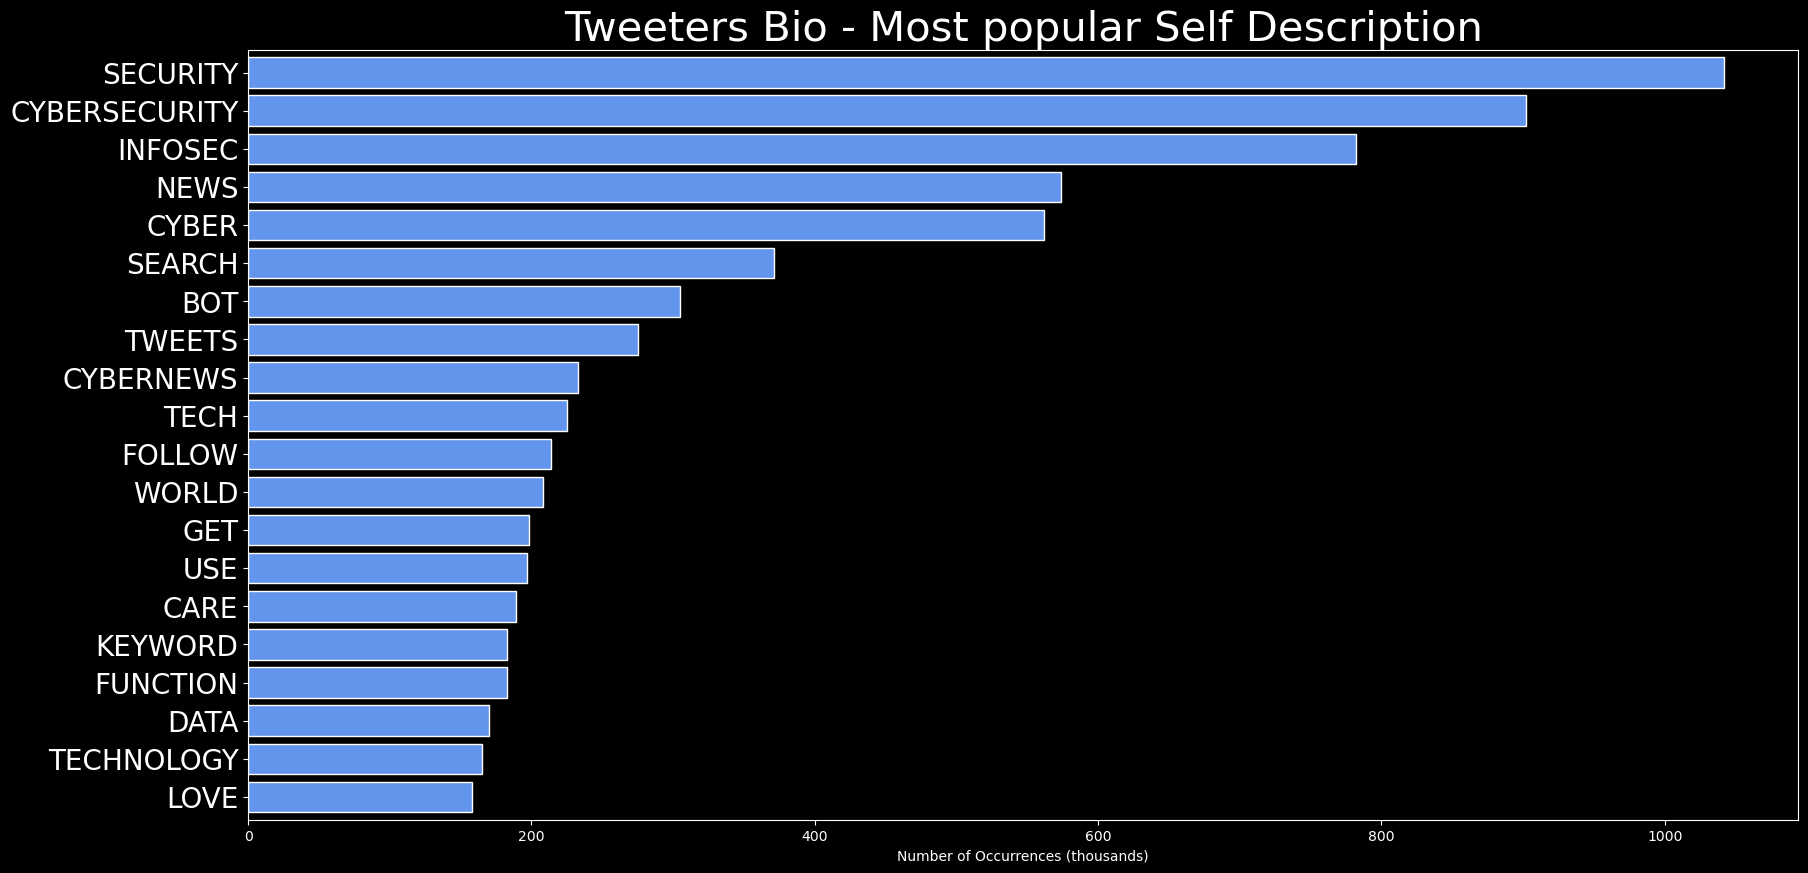 Tweeters Bio - Most popular Self Description
SECURITY
CYBERSECURITY
INFOSEC
NEWS
CYBER
SEARCH
BOT
TWEETS
CYBERNEWS
TECH
FOLLOW
WORLD
GET
USE
CARE
KEYWORD
FUNCTION
DATA
TECHNOLOGY
LOVE
0 200 400 600 800 1000
Number of Occurrences (thousands)